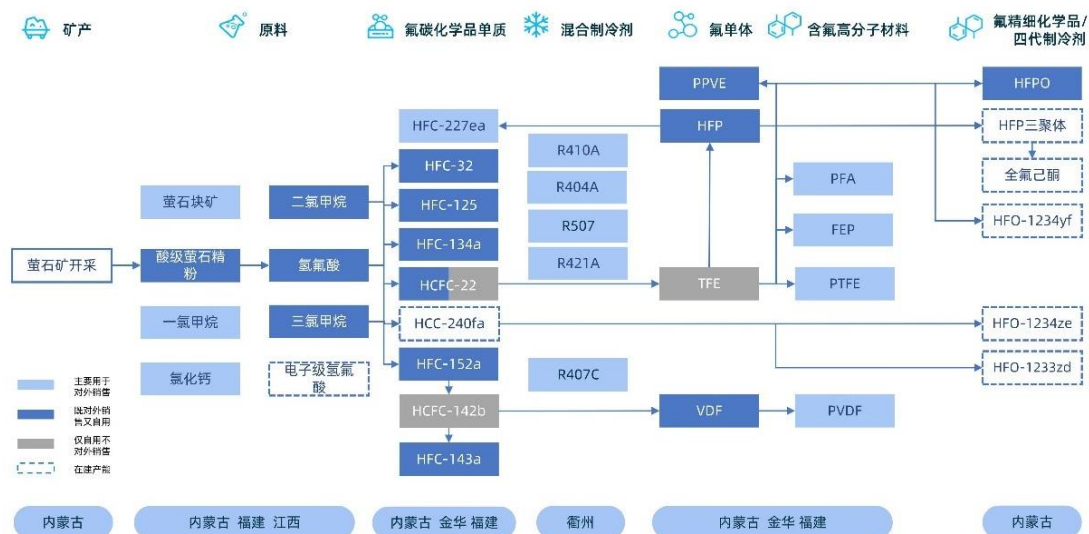 矿产
原料
氟碳化学品单质
混合制冷剂
氟单体
含氟高分子材料
氟精细化学品/
四代制冷剂
PPVE
HFPO
HFC-227ea
HFP
HFP三聚体
R410A
HFC-32
R404A
PFA
全氟己酮
萤石块矿
二氯甲烷
HFC-125
R507
FEP
HFO-1234yf
HFC-134a
萤石矿开采
酸级萤石精
粉
氢氟酸
R421A
HCFC-22
TFE
PTFE
一氯甲烷
三氯甲烷
HCC-240fa
HFO-1234ze
HFC-152a
HFO-1233zd
氯化钙
电子级氢氟
酸
R407C
主要用于
对外销售
既对外销
售又自用
HCFC-142b
VDF
PVDF
仅自用不
对外销售
HFC-143a
在建产能
内蒙古
内蒙古 福建 江西
内蒙古 金华 福建
衢州
内蒙古 金华 福建
内蒙古